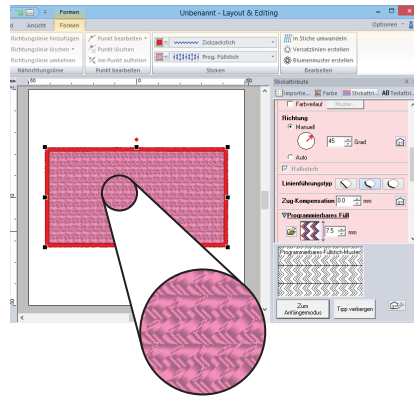 Formen
Unbenannt - Layout & Editing
Ansicht
Formen
Optionen
Richtungslinie hinzufügen
Punkt bearbeiten
Zickzackstich
In Stiche umwandeln
Richtungslinie löschen
Punkt löschen
Versatzlinien erstellen
Richtungslinie umkehren
Am Punkt aufteilen
Prog. Füllstich
Blumenmuster erstellen
Nährichtungslinie
Punkt bearbeiten
Sticken
Bearbeiten
Stickattribute
Importie...
Farbe
Stickattri...
AB Textattri...
Farbverlauf
Muster...
Richtung
Manuell
45
Grad
Auto
Halbstich
Linienführungstyp
Zug-Kompensation
0.0
mm
Programmierbares Füll
7.5
mm
Programmierbares Füllstich-Muster
Zum Anfängermodus
Tipp verbergen